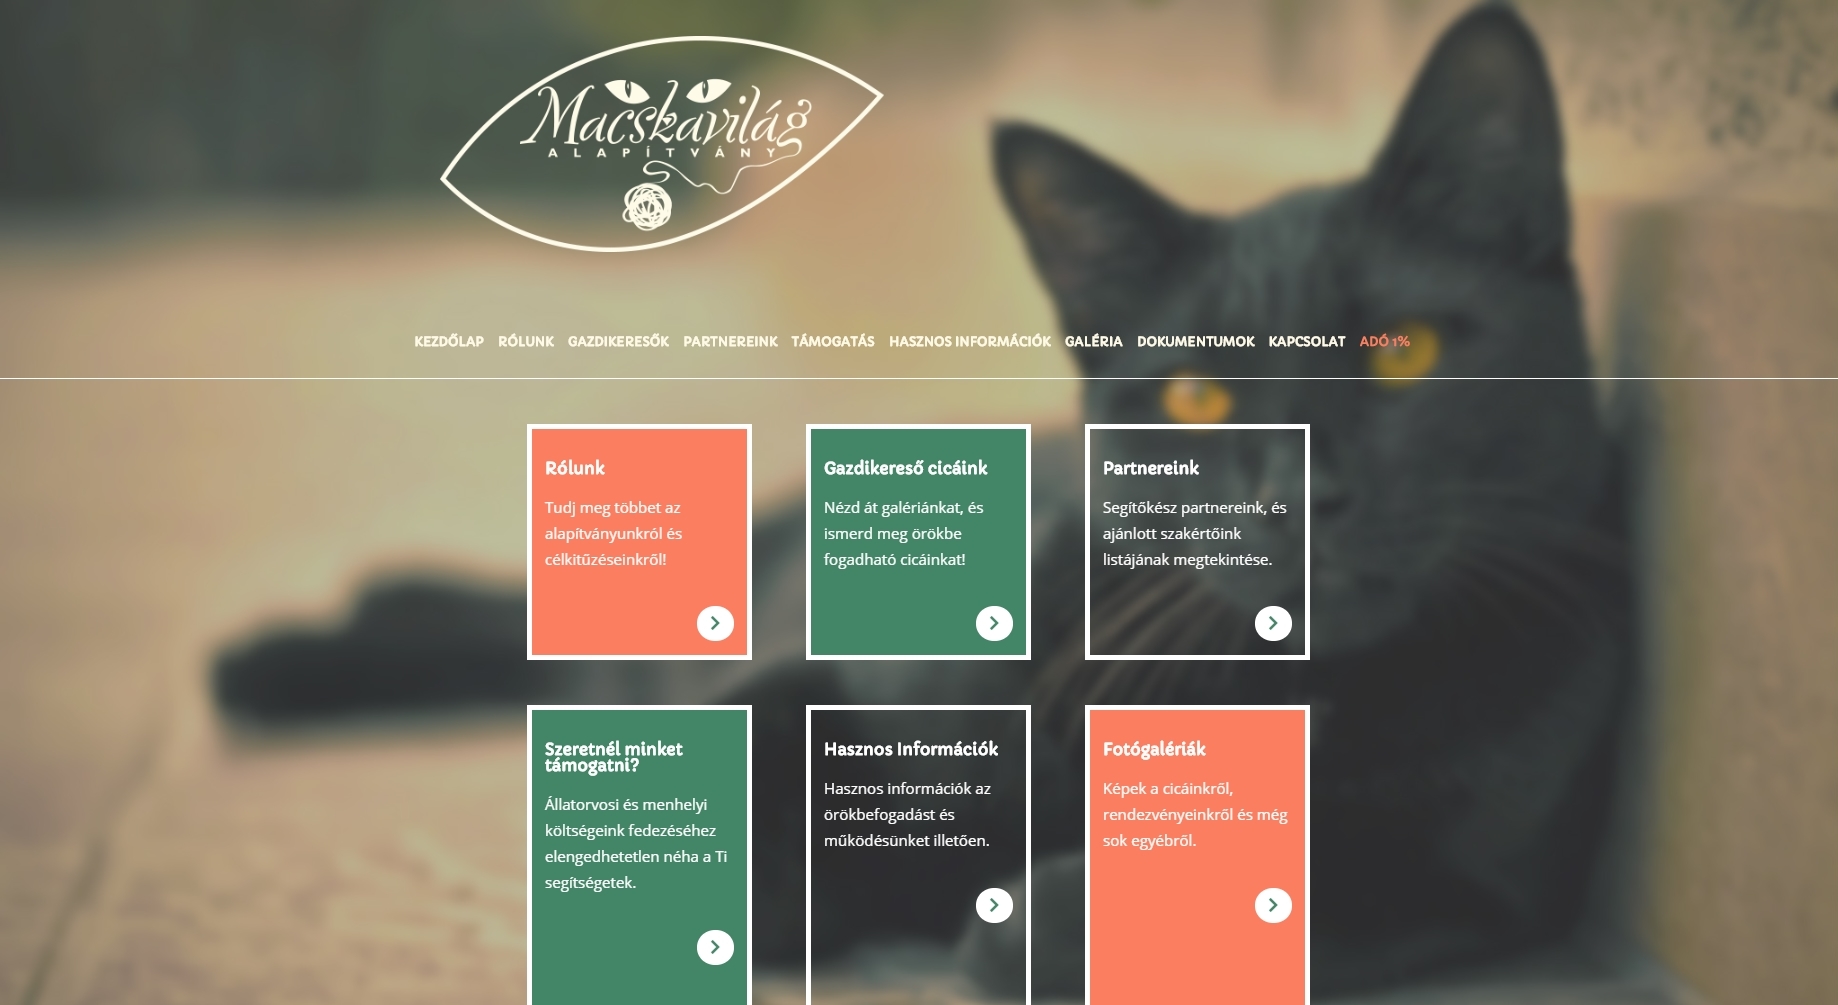 Macskavilág
ALAPÍTVÁNY
KEZDŐLAP RÓLUNK GAZDIKERESŐK PARTNEREINK TÁMOGATÁS HASZNOS INFORMÁCIÓK GALÉRIA DOKUMENTUMOK KAPCSOLAT ADÓ 1%
Rólunk
Tudj meg többet az
alapítványunkról és
célkitűzéseinkről!
Gazdikereső cicáink
Nézd át galériánkat, és
ismerd meg örökbe
fogadható cicáinkat!
Partnereink
Segítőkész partnereink, és
ajánlott szakértőink
listájának megtekintése.
Szeretnél minket
támogatni?
Állatorvosi és menhelyi
költségeink fedezéséhez
elengedhetetlen néha a Ti
segítségetek.
Hasznos Információk
Hasznos információk az
örökbefogadást és
működésünket illetően.
Fotógalériák
Képek a cicáinkről,
rendezvényeinkről és még
sok egyébről.